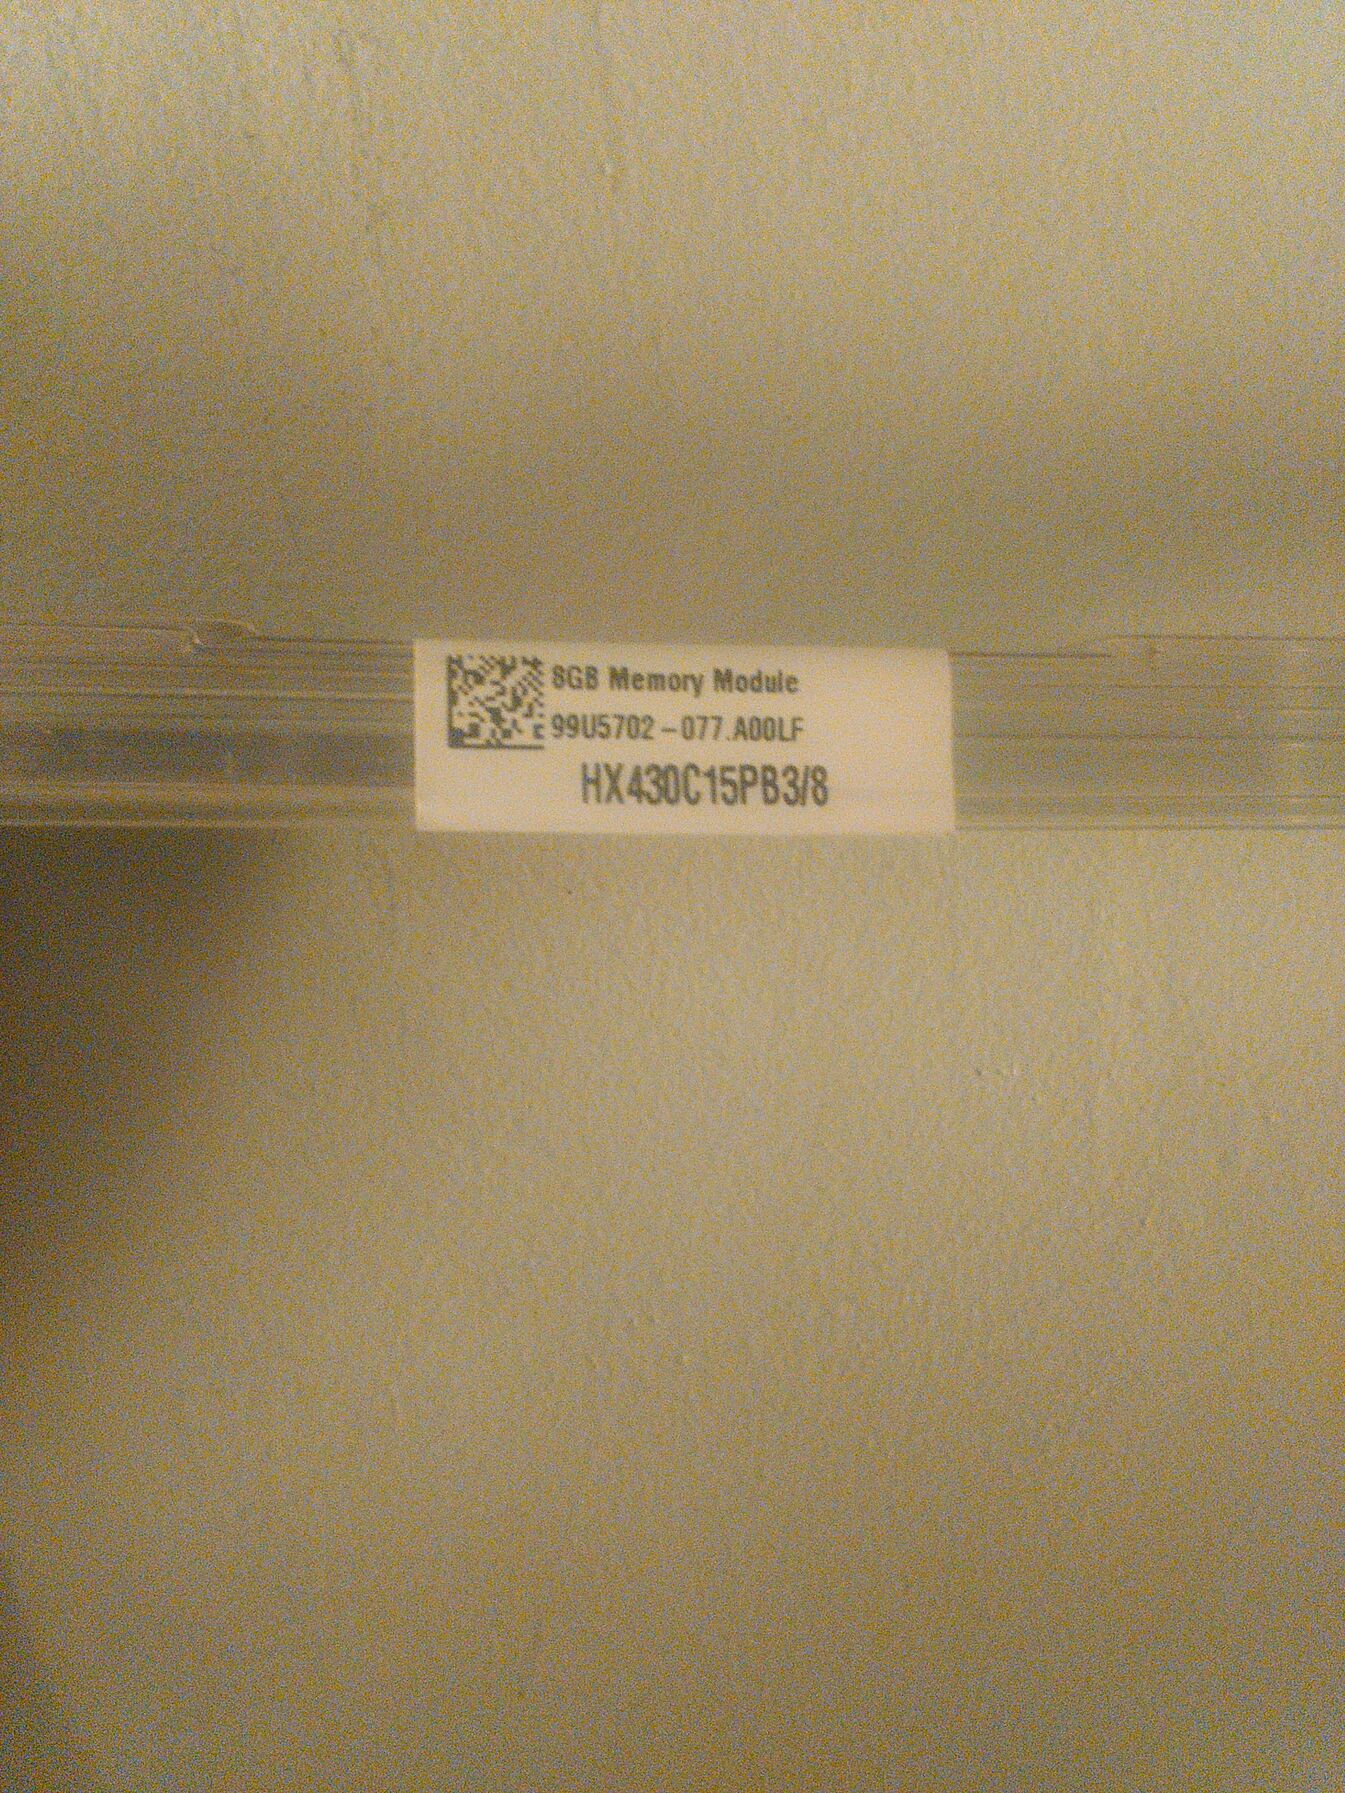 8GB Memory Module
99U5702-077.A00LF
HX430C15PB3/8